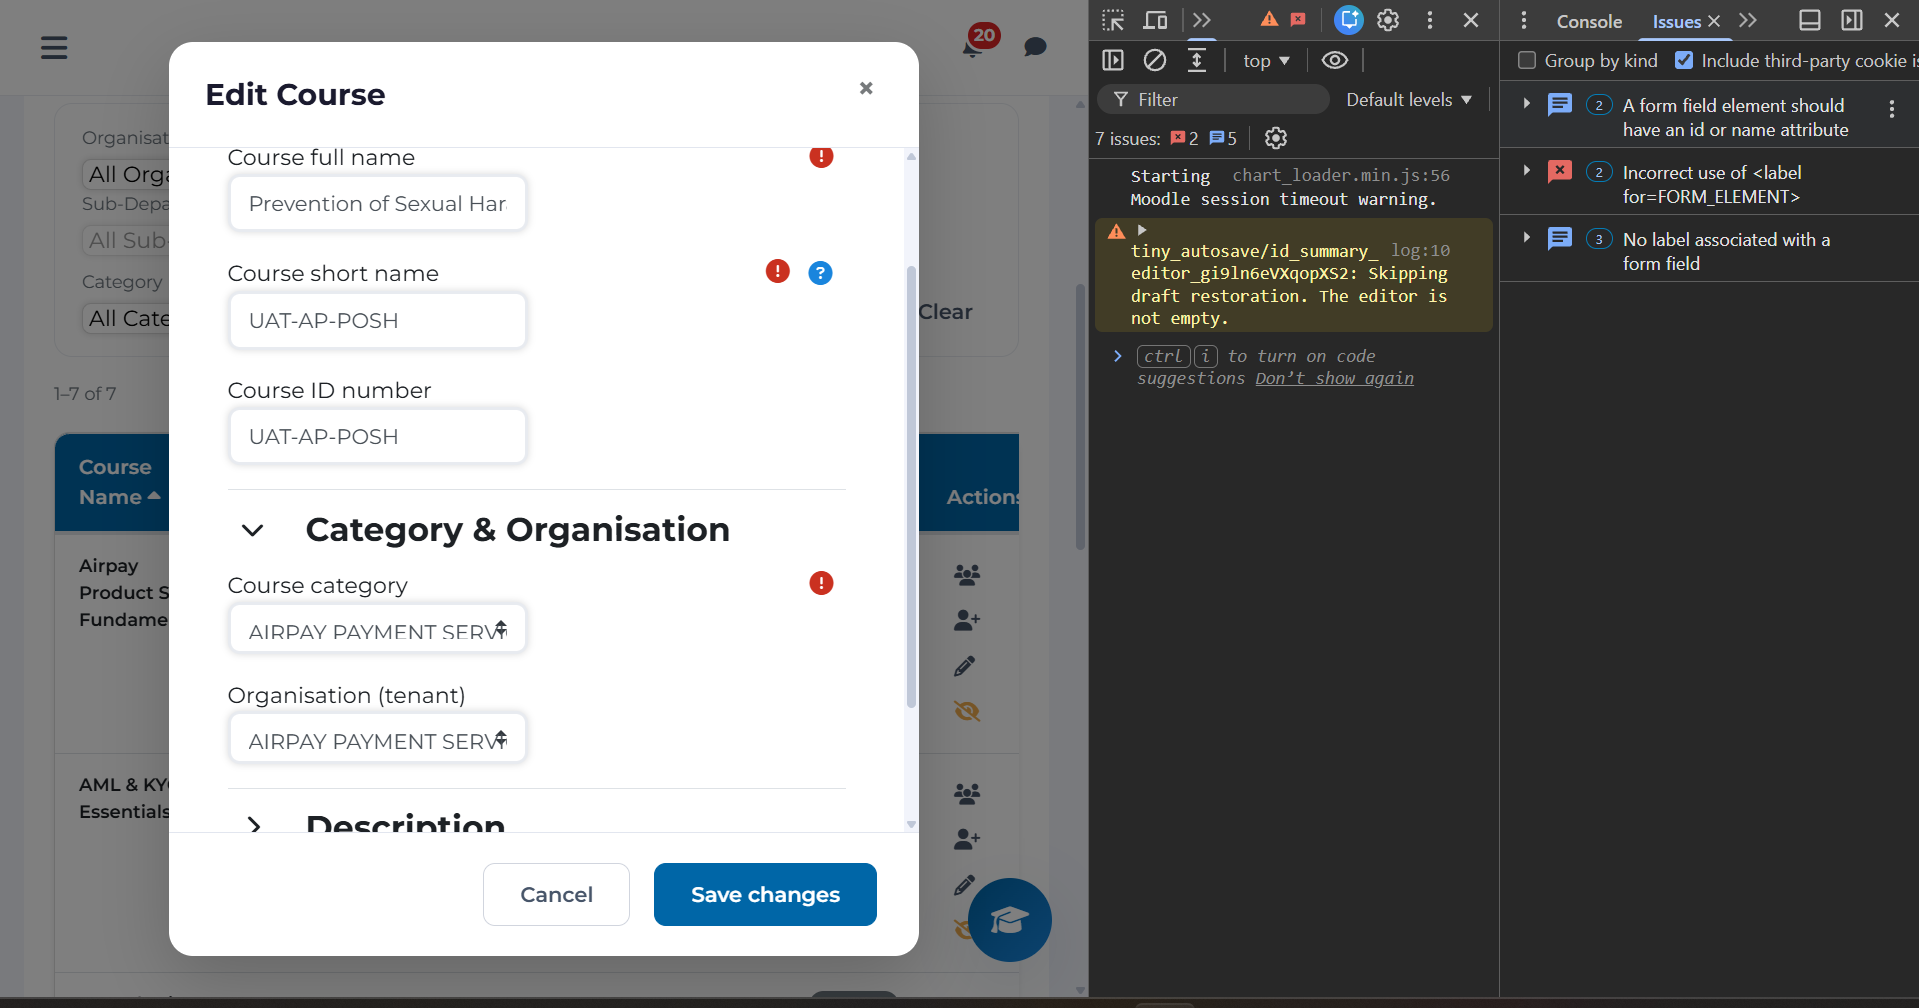 20
Edit Course
×
Organisat
All Orga
Sub-Depa
All Sub-
Category
All Cate
Clear
1–7 of 7
Course
Name
Actions
Airpay
Product S
Fundame
AML & KY
Essentials
Course full name
Prevention of Sexual Har
Course short name
UAT-AP-POSH
Course ID number
UAT-AP-POSH
Category & Organisation
Course category
AIRPAY PAYMENT SERV
Organisation (tenant)
AIRPAY PAYMENT SERV
Description
Cancel
Save changes
top
Filter
Default levels
7 issues: 2 5
Starting chart_loader.min.js:56
Moodle session timeout warning.
tiny_autosave/id_summary_ log:10
editor_gi9ln6eVXqopXS2: Skipping
draft restoration. The editor is
not empty.
ctrl i to turn on code
suggestions Don't show again
Console
Issues
Group by kind
Include third-party cookie is
2 A form field element should
have an id or name attribute
2 Incorrect use of <label
for=FORM_ELEMENT>
3 No label associated with a
form field